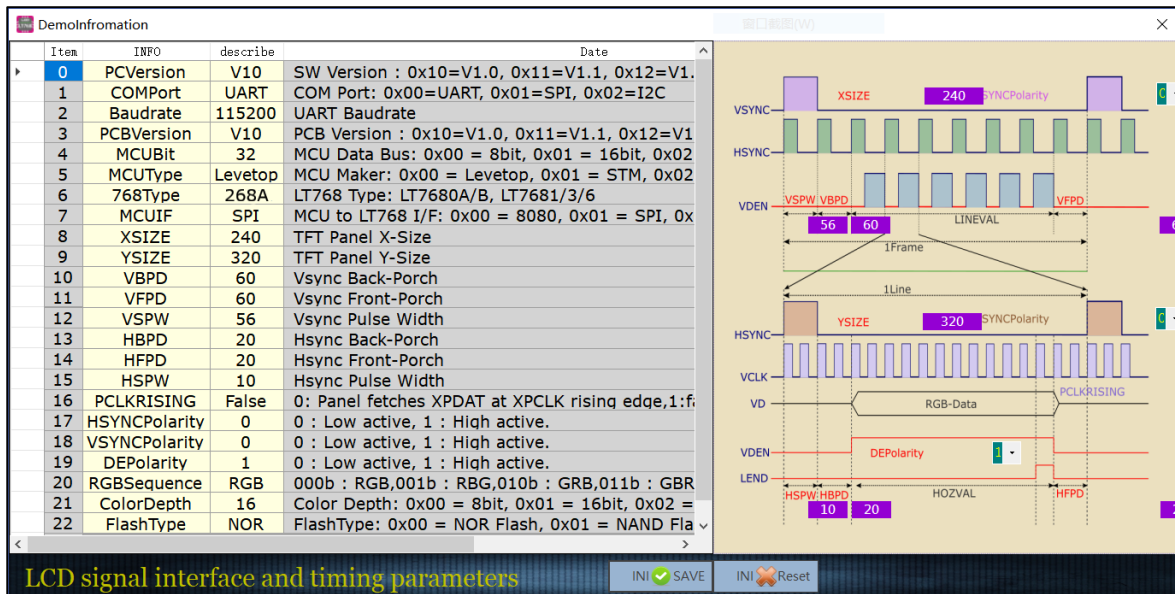 DemoInfromation
窗口截图(W)
Item INFO describe Date
0 PCVersion V10 SW Version : 0x10=V1.0, 0x11=V1.1, 0x12=V1.
1 COMPort UART COM Port: 0x00=UART, 0x01=SPI, 0x02=I2C
2 Baudrate 115200 UART Baudrate
3 PCBVersion V10 PCB Version : 0x10=V1.0, 0x11=V1.1, 0x12=V1
4 MCUBit 32 MCU Data Bus: 0x00 = 8bit, 0x01 = 16bit, 0x02
5 MCUType Levetop MCU Maker: 0x00 = Levetop, 0x01 = STM, 0x02
6 768Type 268A LT768 Type: LT7680A/B, LT7681/3/6
7 MCUIF SPI MCU to LT768 I/F: 0x00 = 8080, 0x01 = SPI, 0x
8 XSIZE 240 TFT Panel X-Size
9 YSIZE 320 TFT Panel Y-Size
10 VBPD 60 Vsync Back-Porch
11 VFPD 60 Vsync Front-Porch
12 VSPW 56 Vsync Pulse Width
13 HBPD 20 Hsync Back-Porch
14 HFPD 20 Hsync Front-Porch
15 HSPW 10 Hsync Pulse Width
16 PCLKRISING False 0: Panel fetches XPDAT at XPCLK rising edge,1:fa
17 HSYNCPolarity 0 0 : Low active, 1 : High active.
18 VSYNCPolarity 0 0 : Low active, 1 : High active.
19 DEPolarity 1 0 : Low active, 1 : High active.
20 RGBSequence RGB 000b : RGB,001b : RBG,010b : GRB,011b : GBR
21 ColorDepth 16 Color Depth: 0x00 = 8bit, 0x01 = 16bit, 0x02 =
22 FlashType NOR FlashType: 0x00 = NOR Flash, 0x01 = NAND Fla
XSIZE 240 SYNCPolarity 0
VSYNC
HSYNC
VSPW VBPD VFPD
VDEN
LINEVAL
56 60
1Frame
1Line
YSIZE 320 SYNCPolarity 0
HSYNC
VCLK
PCLKRISING
VD RGB-Data
VDEN DEPolarity 1
LEND
HSPW HBPD HOZVAL HFPD
10 20
LCD signal interface and timing parameters
INI SAVE
INI Reset